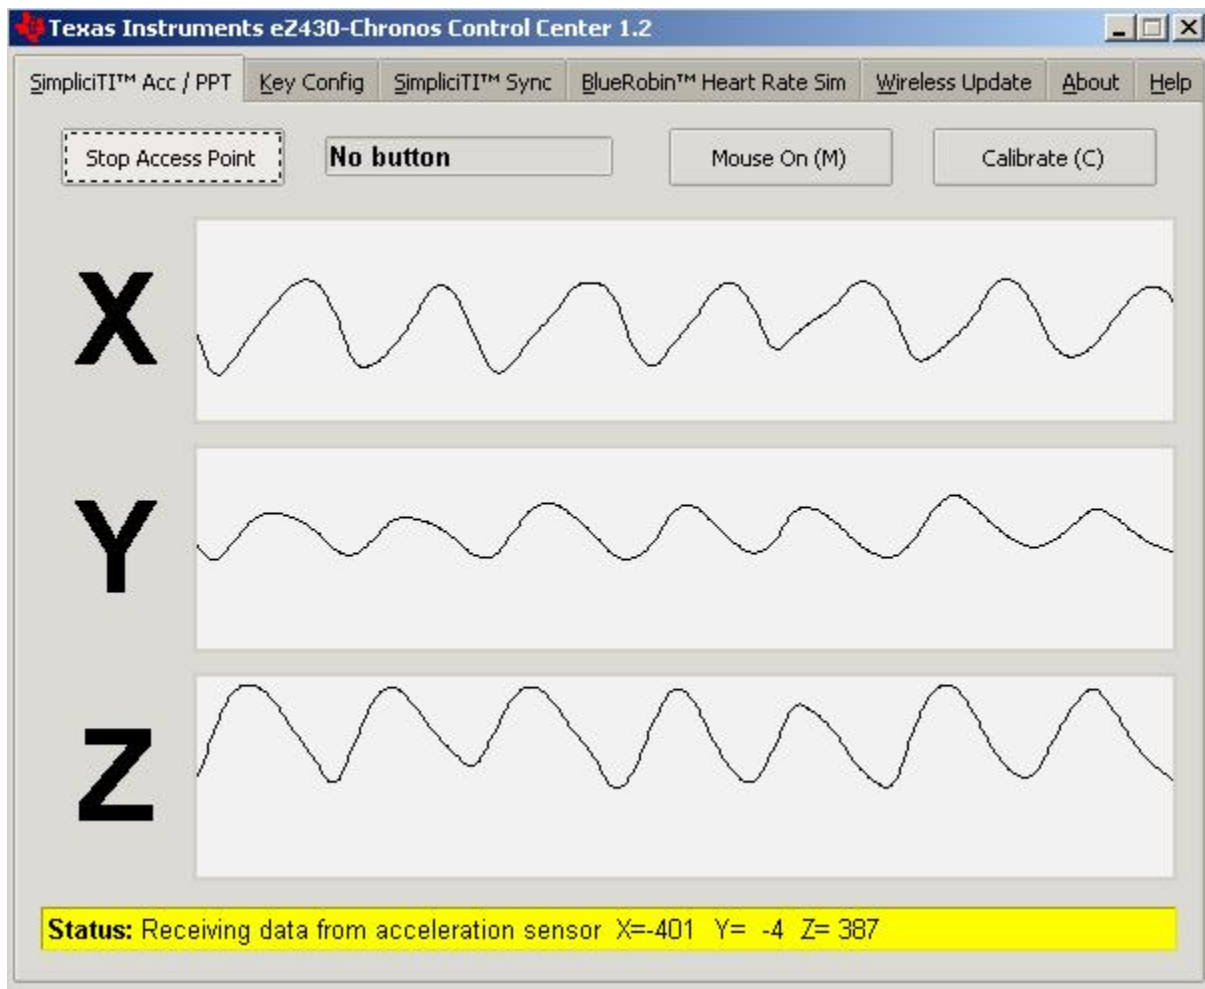 Texas Instruments eZ430-Chronos Control Center 1.2
SimpliciTI™ Acc / PPT Key Config SimpliciTI™ Sync BlueRobin™ Heart Rate Sim Wireless Update About Help
Stop Access Point No button Mouse On (M) Calibrate (C)
X
Y
Z
Status: Receiving data from acceleration sensor X=-401 Y= -4 Z= 387